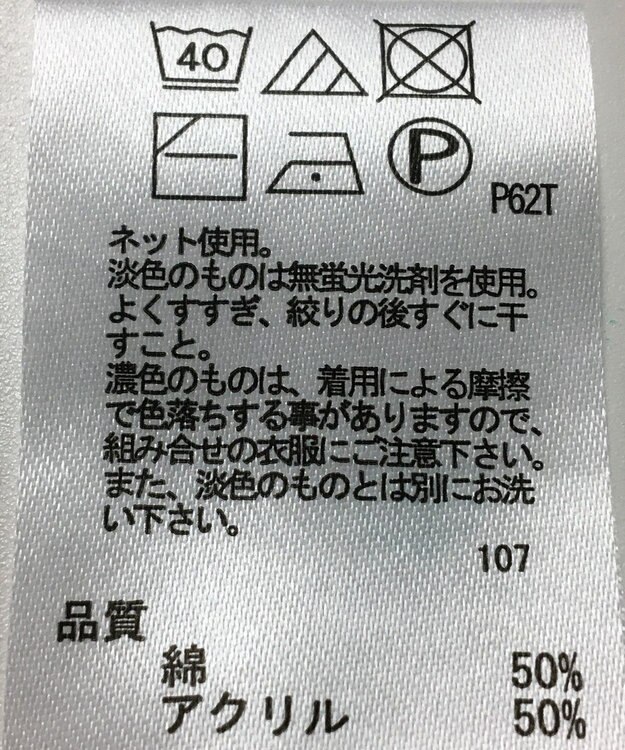 40
P
P62T
ネット使用。
淡色のものは無蛍光洗剤を使用。
よくすすぎ、絞りの後すぐに干
すこと。
濃色のものは、着用による摩擦
で色落ちする事がありますので、
組み合せの衣服にご注意下さい。
また、淡色のものとは別にお洗
い下さい。
107
品質
綿 50%
アクリル 50%